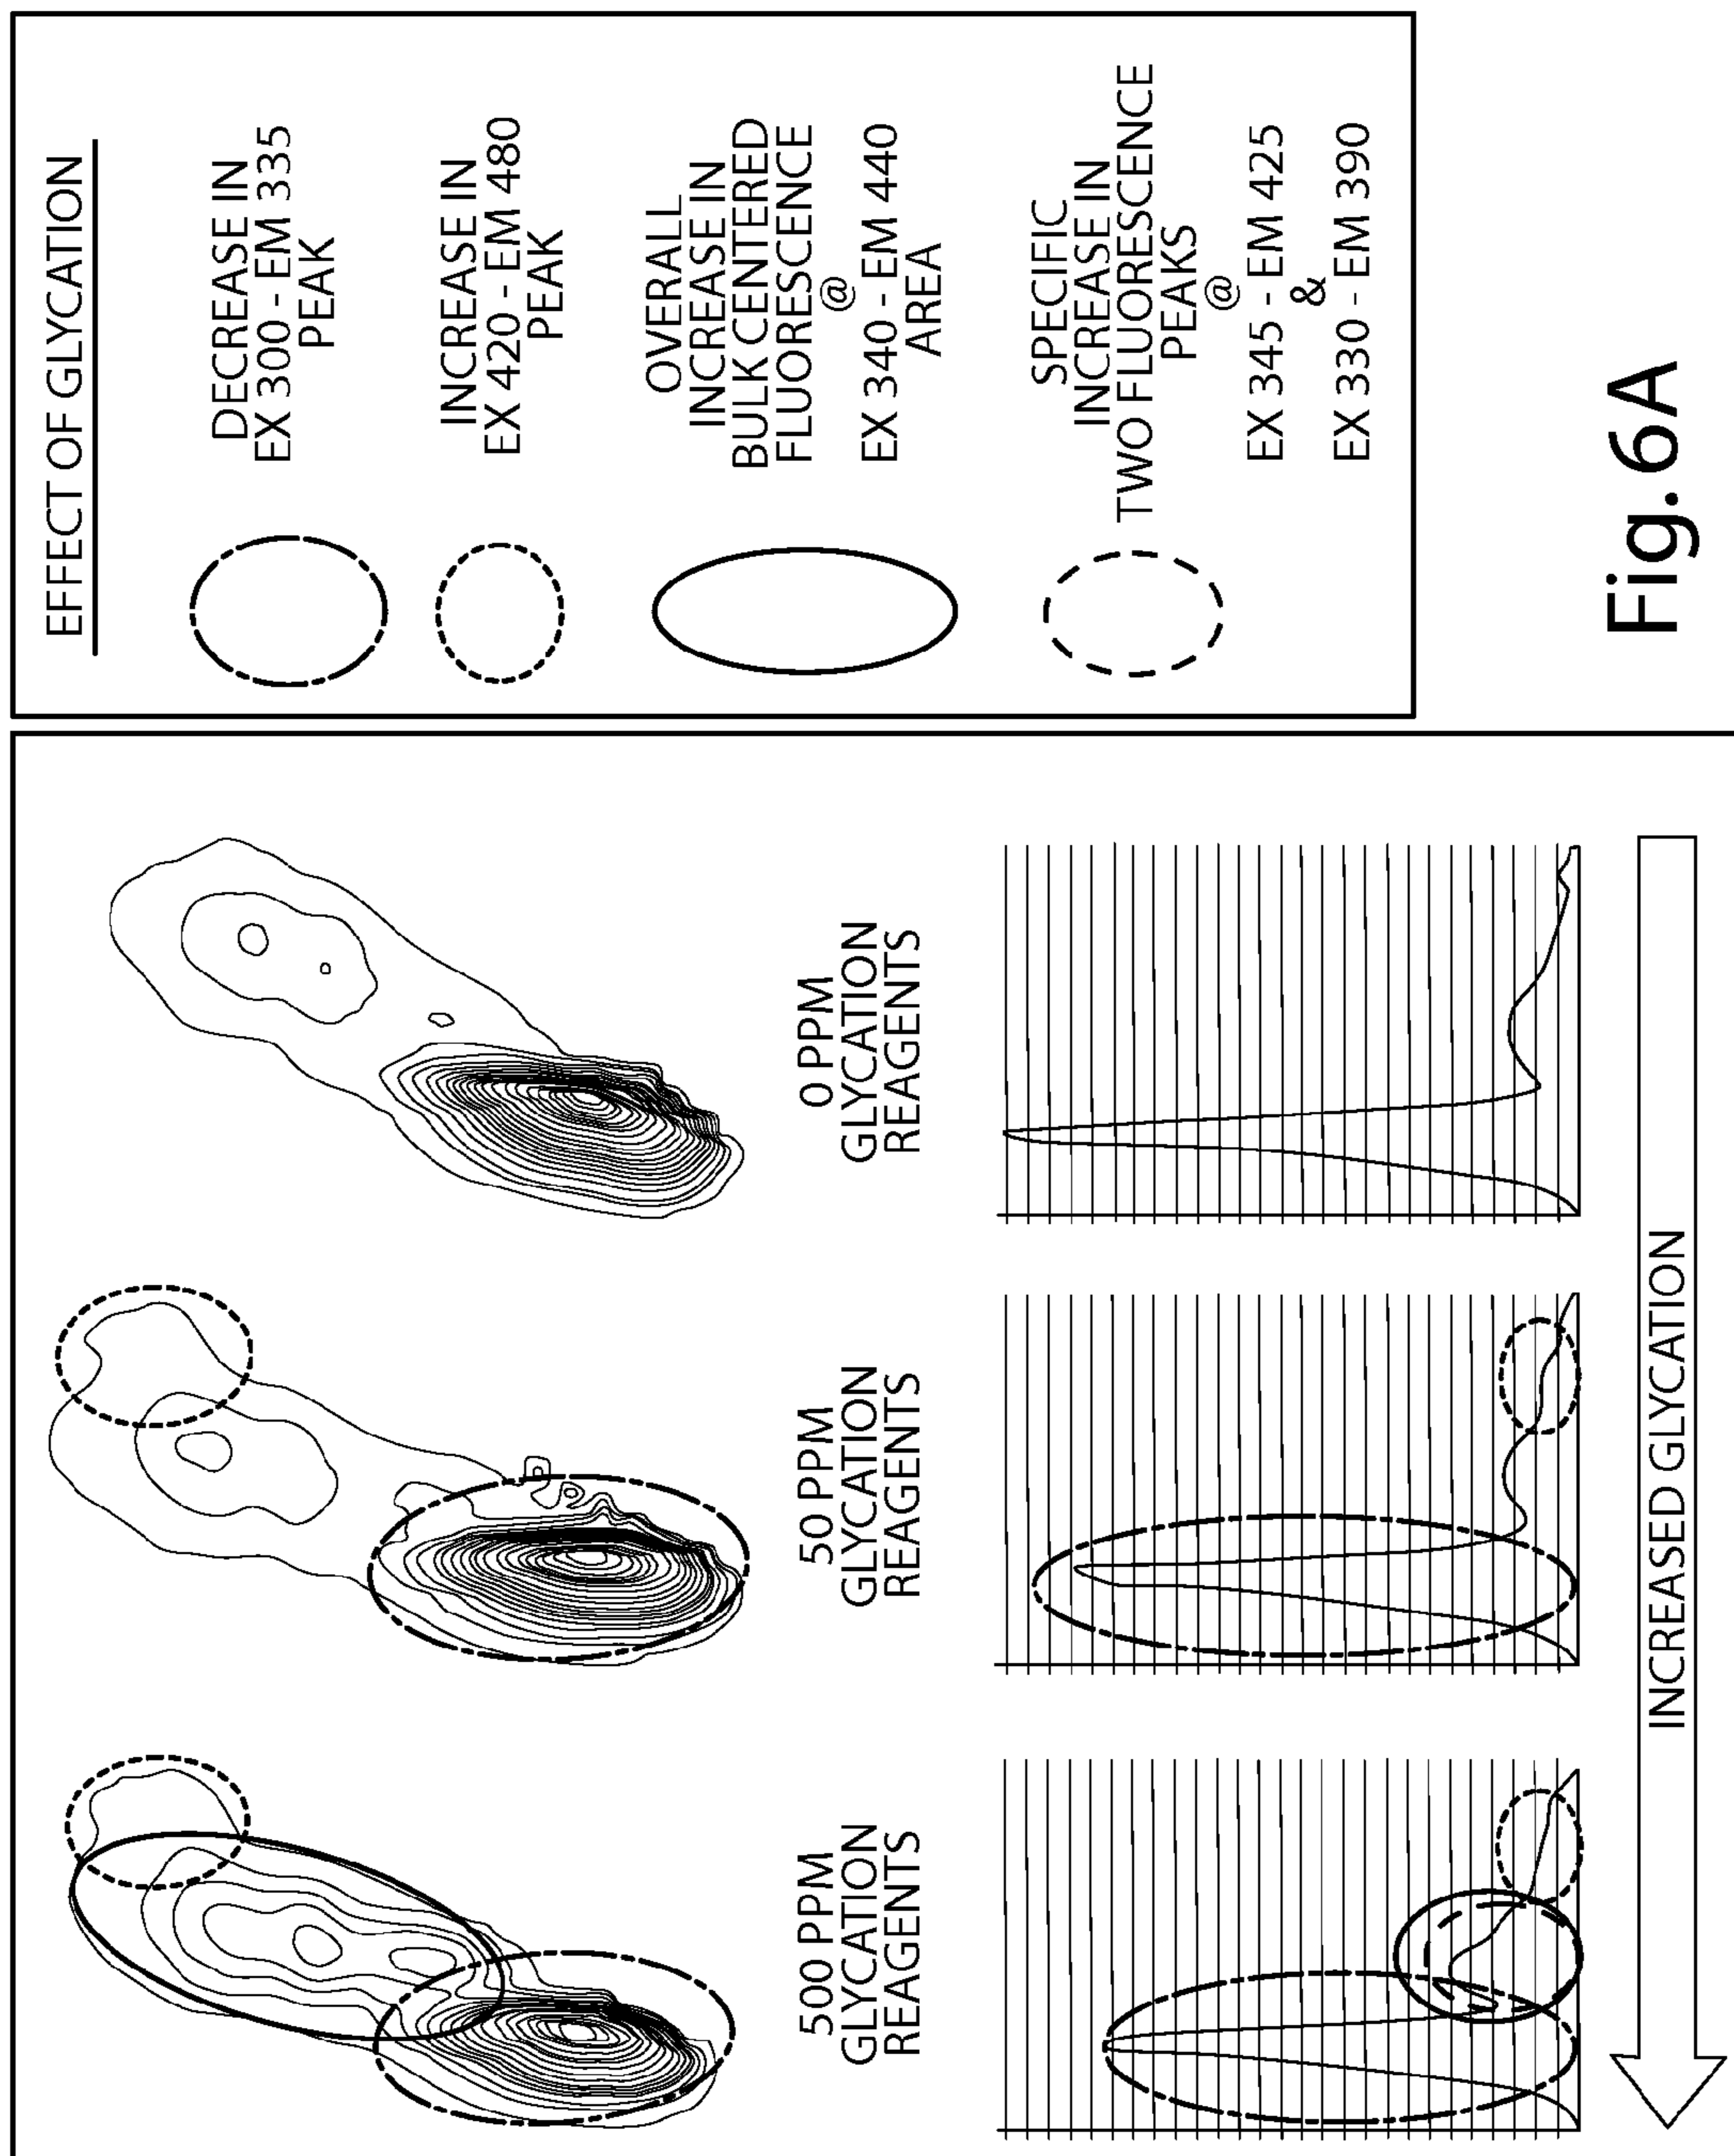 500 PPM
GLYCATION
REAGENTS
50 PPM
GLYCATION
REAGENTS
0 PPM
GLYCATION
REAGENTS
INCREASED GLYCATION
EFFECT OF GLYCATION
DECREASE IN
EX 300 - EM 335
PEAK
INCREASE IN
EX 420 - EM 480
PEAK
OVERALL
INCREASE IN
BULK CENTERED
FLUORESCENCE
@
EX 340 - EM 440
AREA
SPECIFIC
INCREASE IN
TWO FLUORESCENCE
PEAKS
@
EX 345 - EM 425
&
EX 330 - EM 390
Fig. 6A